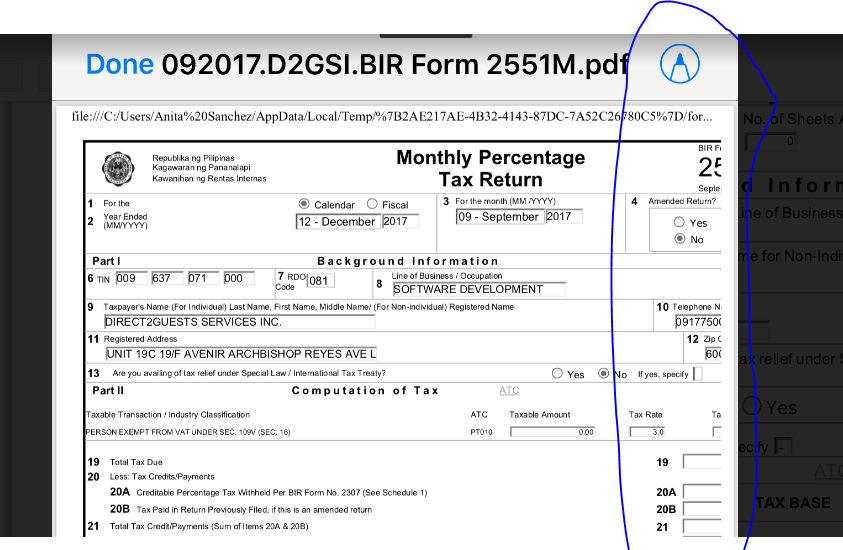 Done 092017.D2GSI.BIR Form 2551M.pdf
file:///C:/Users/Anita%20Sanchez/AppData/Local/Temp/%7B2AE217AE-4B32-4143-87DC-7A52C26780C5%7D/for...
No. of Sheets A
0
Republika ng Pilipinas
Kagawaran ng Pananalapi
Kawanihan ng Rentas Internas
Monthly Percentage
Tax Return
BIR Fo
25
Septe
1 For the
2 Year Ended
(MM/YYYY)
Calendar Fiscal
12 - December 2017
3 For the month (MM /YYYY)
09 - September 2017
4 Amended Return?
Yes
No
d Inform
ine of Business
Part I Background Information
6 TIN 009 637 071 000
7 RDO Code 081
8 Line of Business / Occupation
SOFTWARE DEVELOPMENT
me for Non-Indiv
9 Taxpayer's Name (For Individual) Last Name, First Name, Middle Name/ (For Non-individual) Registered Name
DIRECT2GUESTS SERVICES INC.
10 Telephone N
09177500
11 Registered Address
UNIT 19C 19/F AVENIR ARCHBISHOP REYES AVE L
12 Zip C
600
13 Are you availing of tax relief under Special Law / International Tax Treaty? Yes No If yes, specify
ax relief under S
Yes
ecify -
ATC
TAX BASE
Part II Computation of Tax ATC
Taxable Transaction / Industry Classification ATC Taxable Amount Tax Rate Ta
PERSON EXEMPT FROM VAT UNDER SEC. 109V (SEC. 16) PT010 0.00 3.0
19 Total Tax Due 19
20 Less: Tax Credits/Payments
20A Creditable Percentage Tax Withheld Per BIR Form No. 2307 (See Schedule 1) 20A
20B Tax Paid in Return Previously Filed, if this is an amended return 20B
21 Total Tax Credit/Payments (Sum of Items 20A & 20B) 21